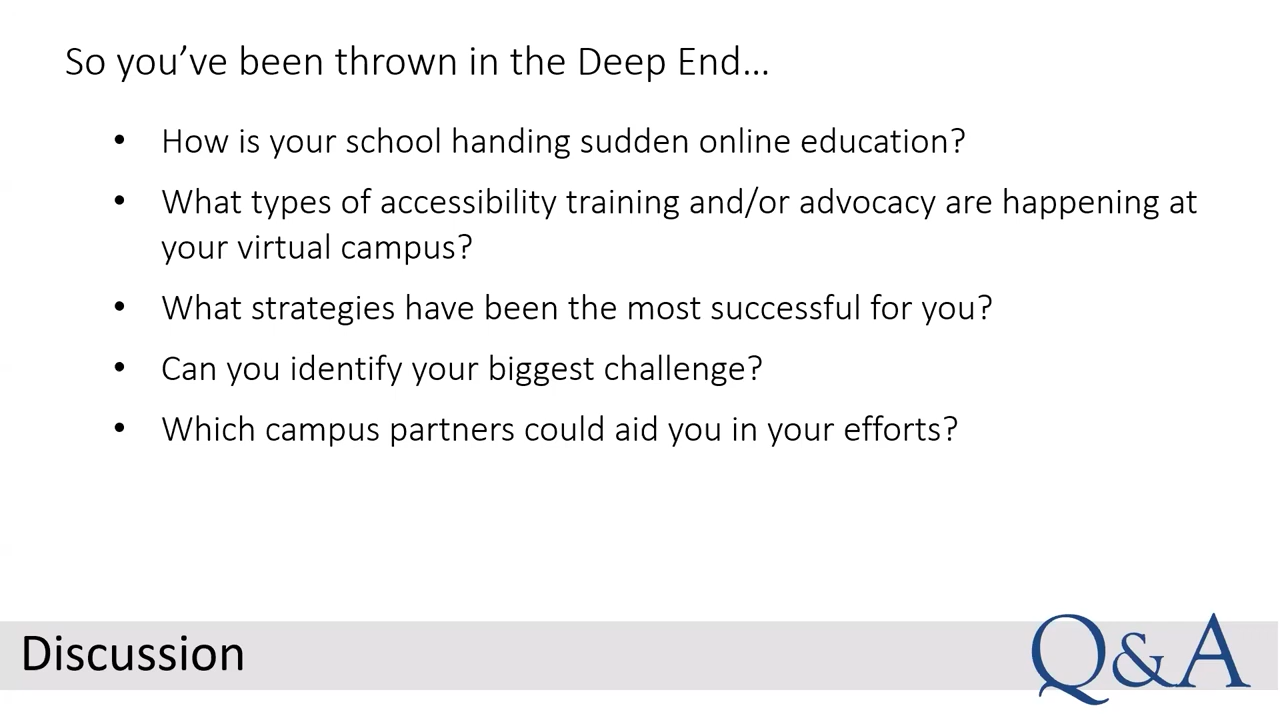 So you’ve been thrown in the Deep End…
• How is your school handing sudden online education?
• What types of accessibility training and/or advocacy are happening at
your virtual campus?
• What strategies have been the most successful for you?
• Can you identify your biggest challenge?
• Which campus partners could aid you in your efforts?
Discussion
Q&A